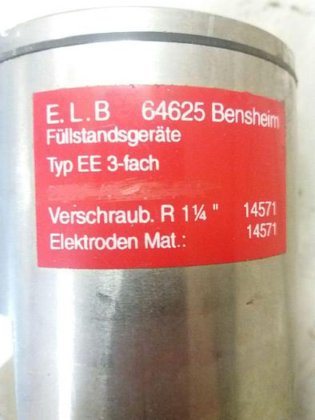 E.L.B 64625 Bensheim
Füllstandsgeräte
Typ EE 3-fach
Verschraub. R 1¼ " 14571
Elektroden Mat.: 14571